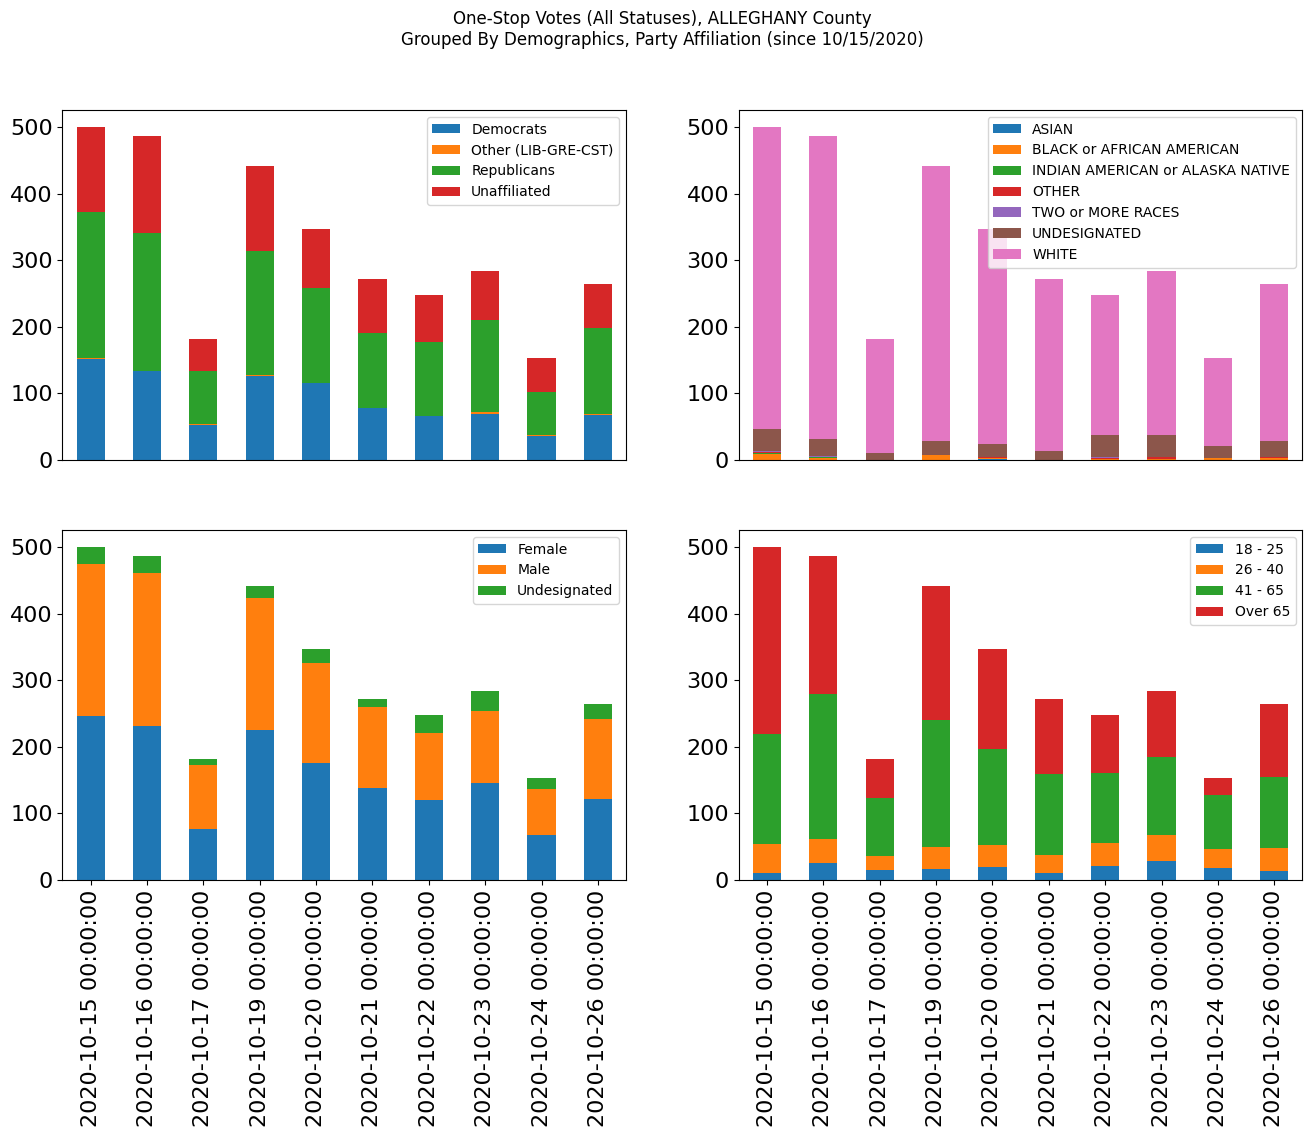 One-Stop Votes (All Statuses), ALLEGHANY County
Grouped By Demographics, Party Affiliation (since 10/15/2020)
500
400
300
200
100
0
Democrats
Other (LIB-GRE-CST)
Republicans
Unaffiliated
500
400
300
200
100
0
ASIAN
BLACK or AFRICAN AMERICAN
INDIAN AMERICAN or ALASKA NATIVE
OTHER
TWO or MORE RACES
UNDESIGNATED
WHITE
500
400
300
200
100
0
Female
Male
Undesignated
2020-10-15 00:00:00
2020-10-16 00:00:00
2020-10-17 00:00:00
2020-10-19 00:00:00
2020-10-20 00:00:00
2020-10-21 00:00:00
2020-10-22 00:00:00
2020-10-23 00:00:00
2020-10-24 00:00:00
2020-10-26 00:00:00
500
400
300
200
100
0
18 - 25
26 - 40
41 - 65
Over 65
2020-10-15 00:00:00
2020-10-16 00:00:00
2020-10-17 00:00:00
2020-10-19 00:00:00
2020-10-20 00:00:00
2020-10-21 00:00:00
2020-10-22 00:00:00
2020-10-23 00:00:00
2020-10-24 00:00:00
2020-10-26 00:00:00